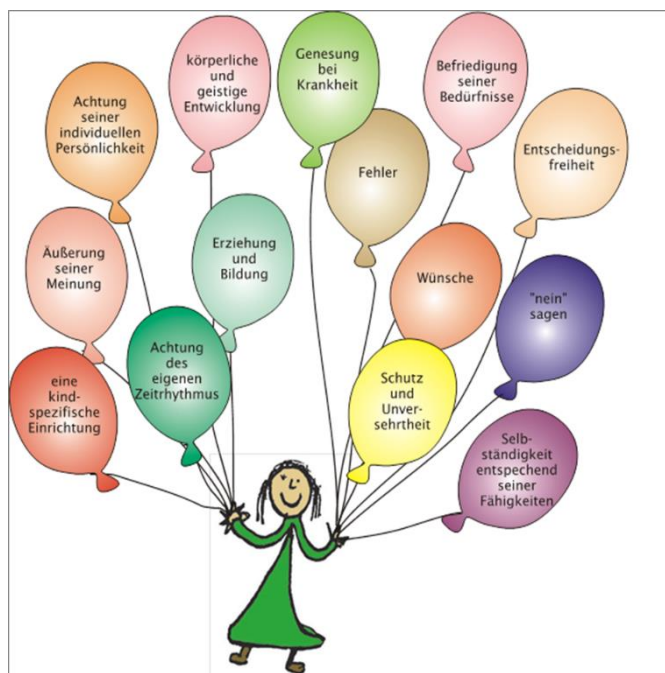 körperliche
und
geistige
Entwicklung
Genesung
bei
Krankheit
Befriedigung
seiner
Bedürfnisse
Achtung
seiner
individuellen
Persönlichkeit
Fehler
Entscheidungs-
freiheit
Äußerung
seiner
Meinung
Erziehung
und
Bildung
Wünsche
"nein"
sagen
Achtung
des
eigenen
Zeitrhythmus
eine
kind-
spezifische
Einrichtung
Schutz
und
Unver-
sehrtheit
Selb-
ständigkeit
entspechend
seiner
Fähigkeiten